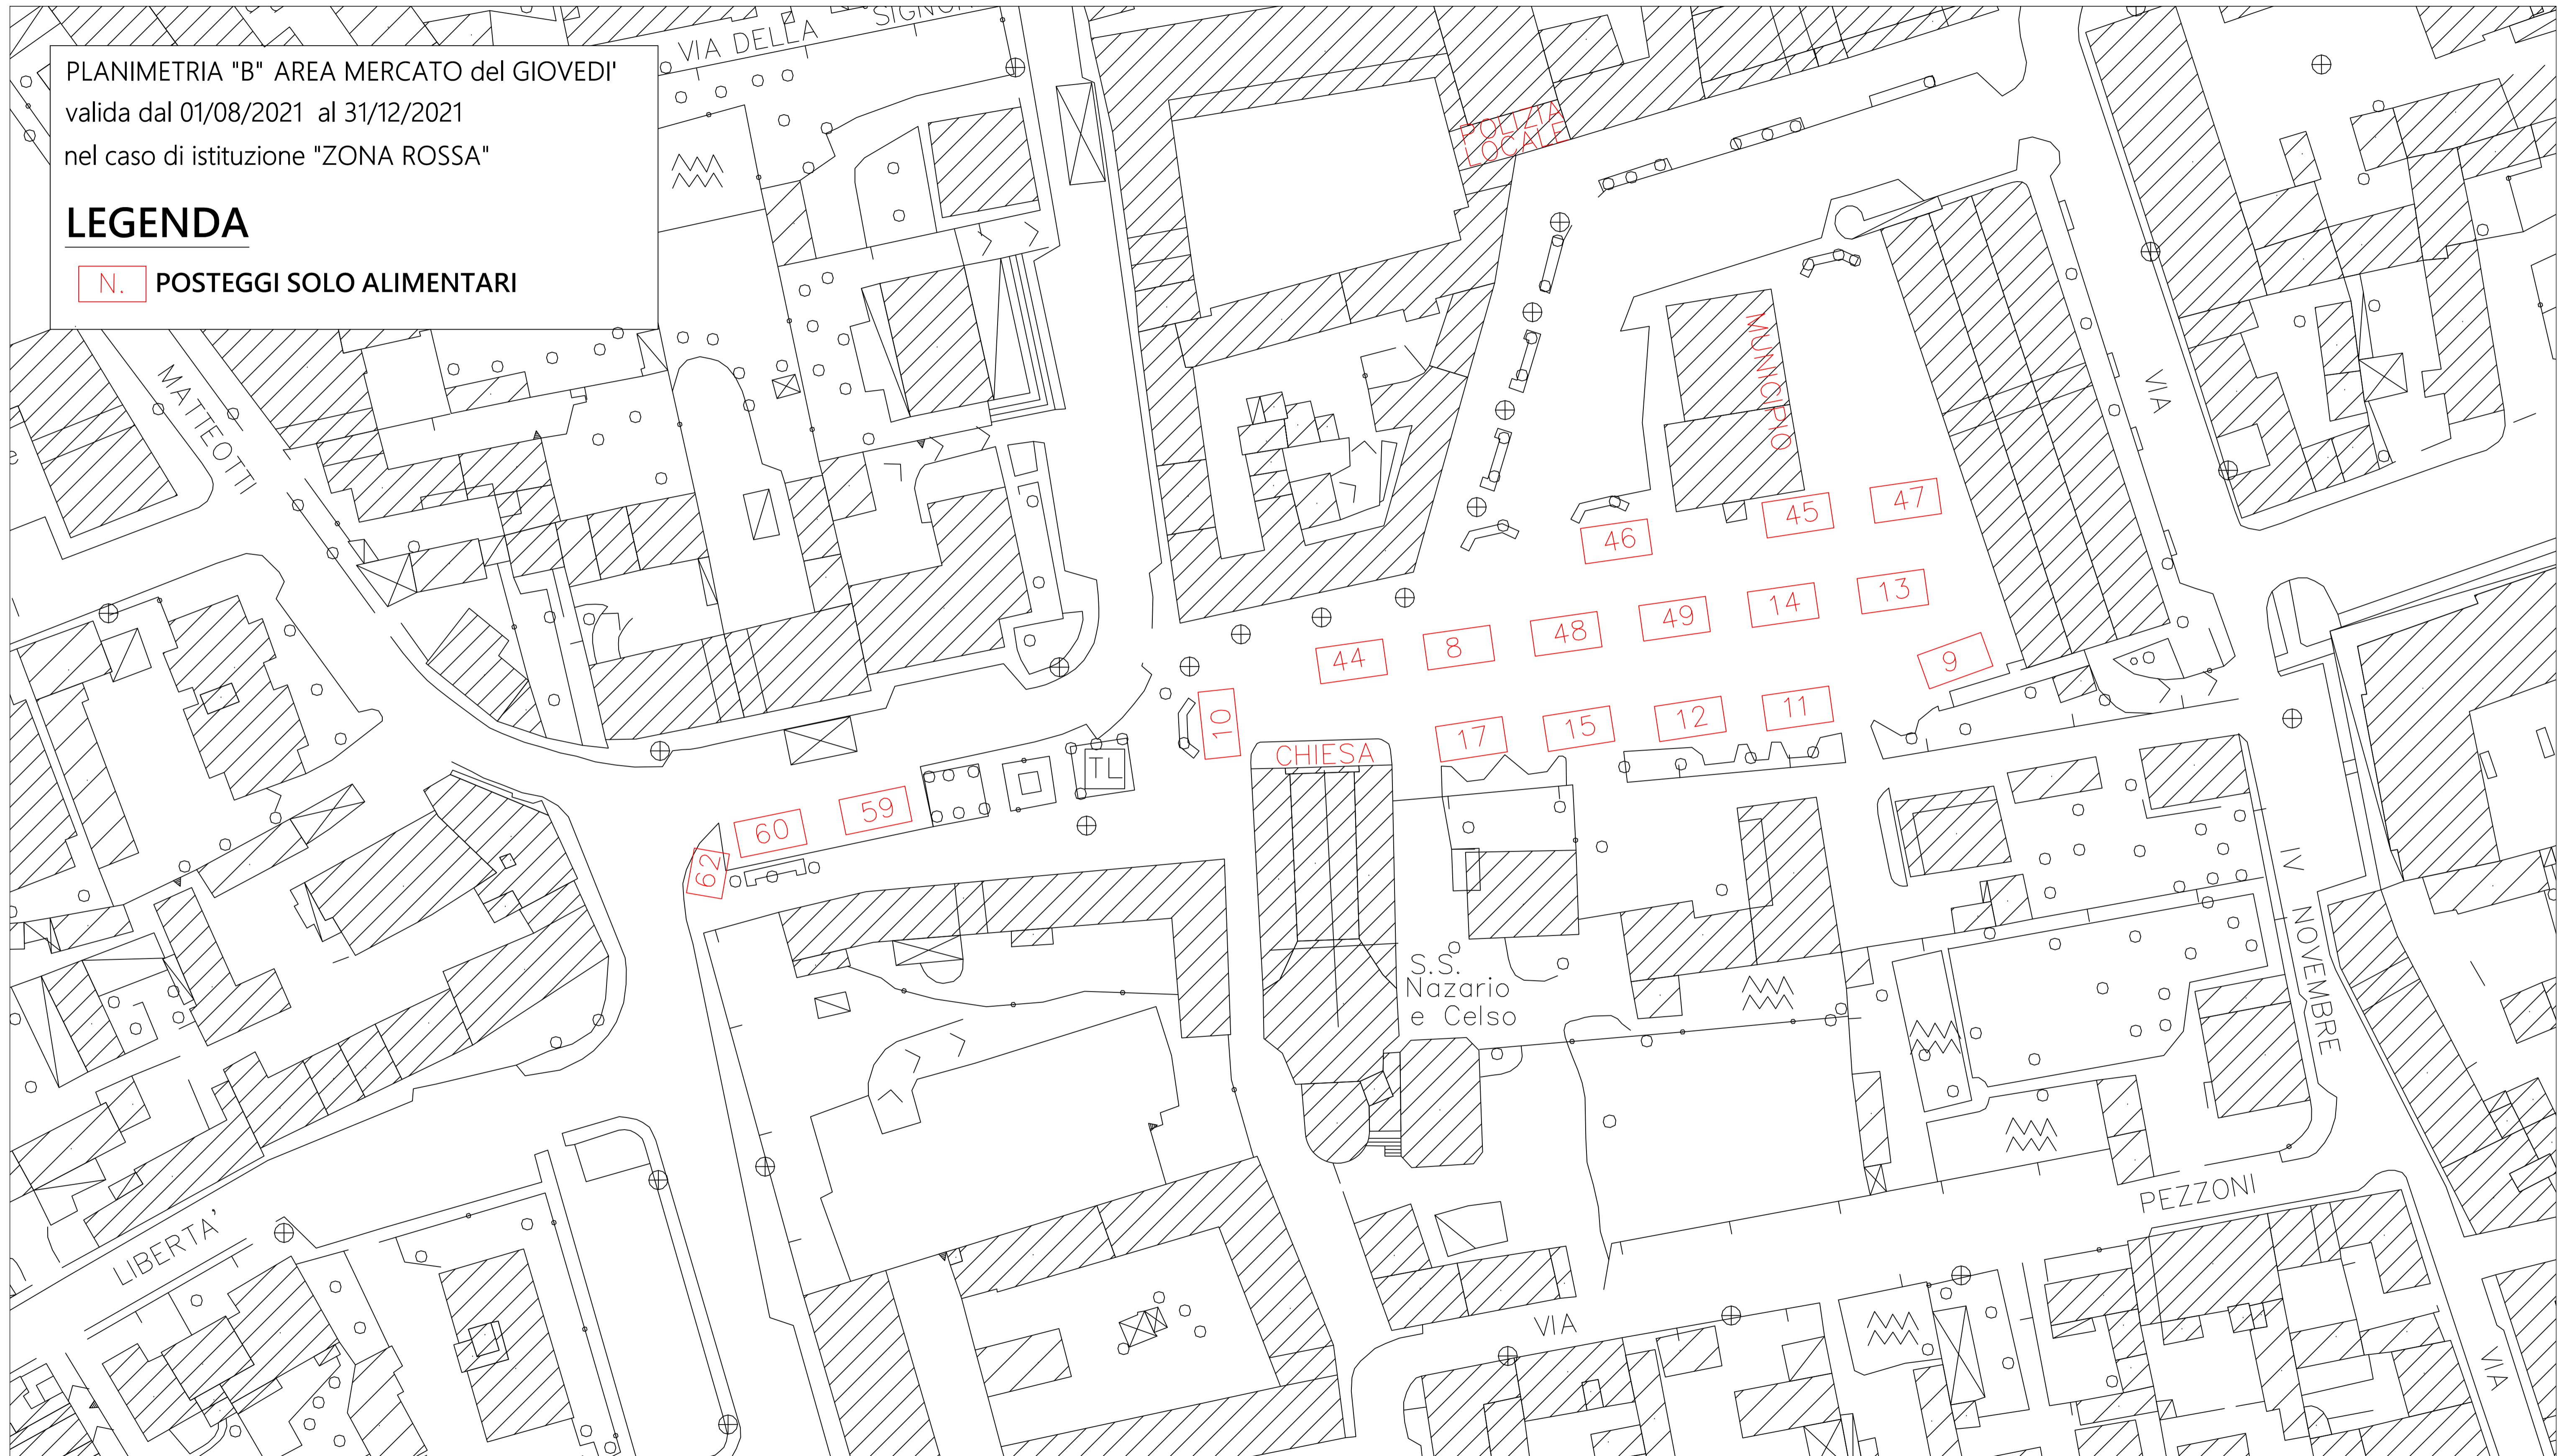 VIA DELLA
PLANIMETRIA "B" AREA MERCATO del GIOVEDI'
valida dal 01/08/2021 al 31/12/2021
nel caso di istituzione "ZONA ROSSA"
LEGENDA
N. POSTEGGI SOLO ALIMENTARI
POLIZIA
LOCALE
MUNICIPIO
MATTEOTTI
VIA
47
45
46
13
14
49
48
8
44
9
10
11
12
15
17
CHIESA
TL
59
60
62
IV NOVEMBRE
S.S.
Nazario
e Celso
PEZZONI
LIBERTA'
VIA
VIA